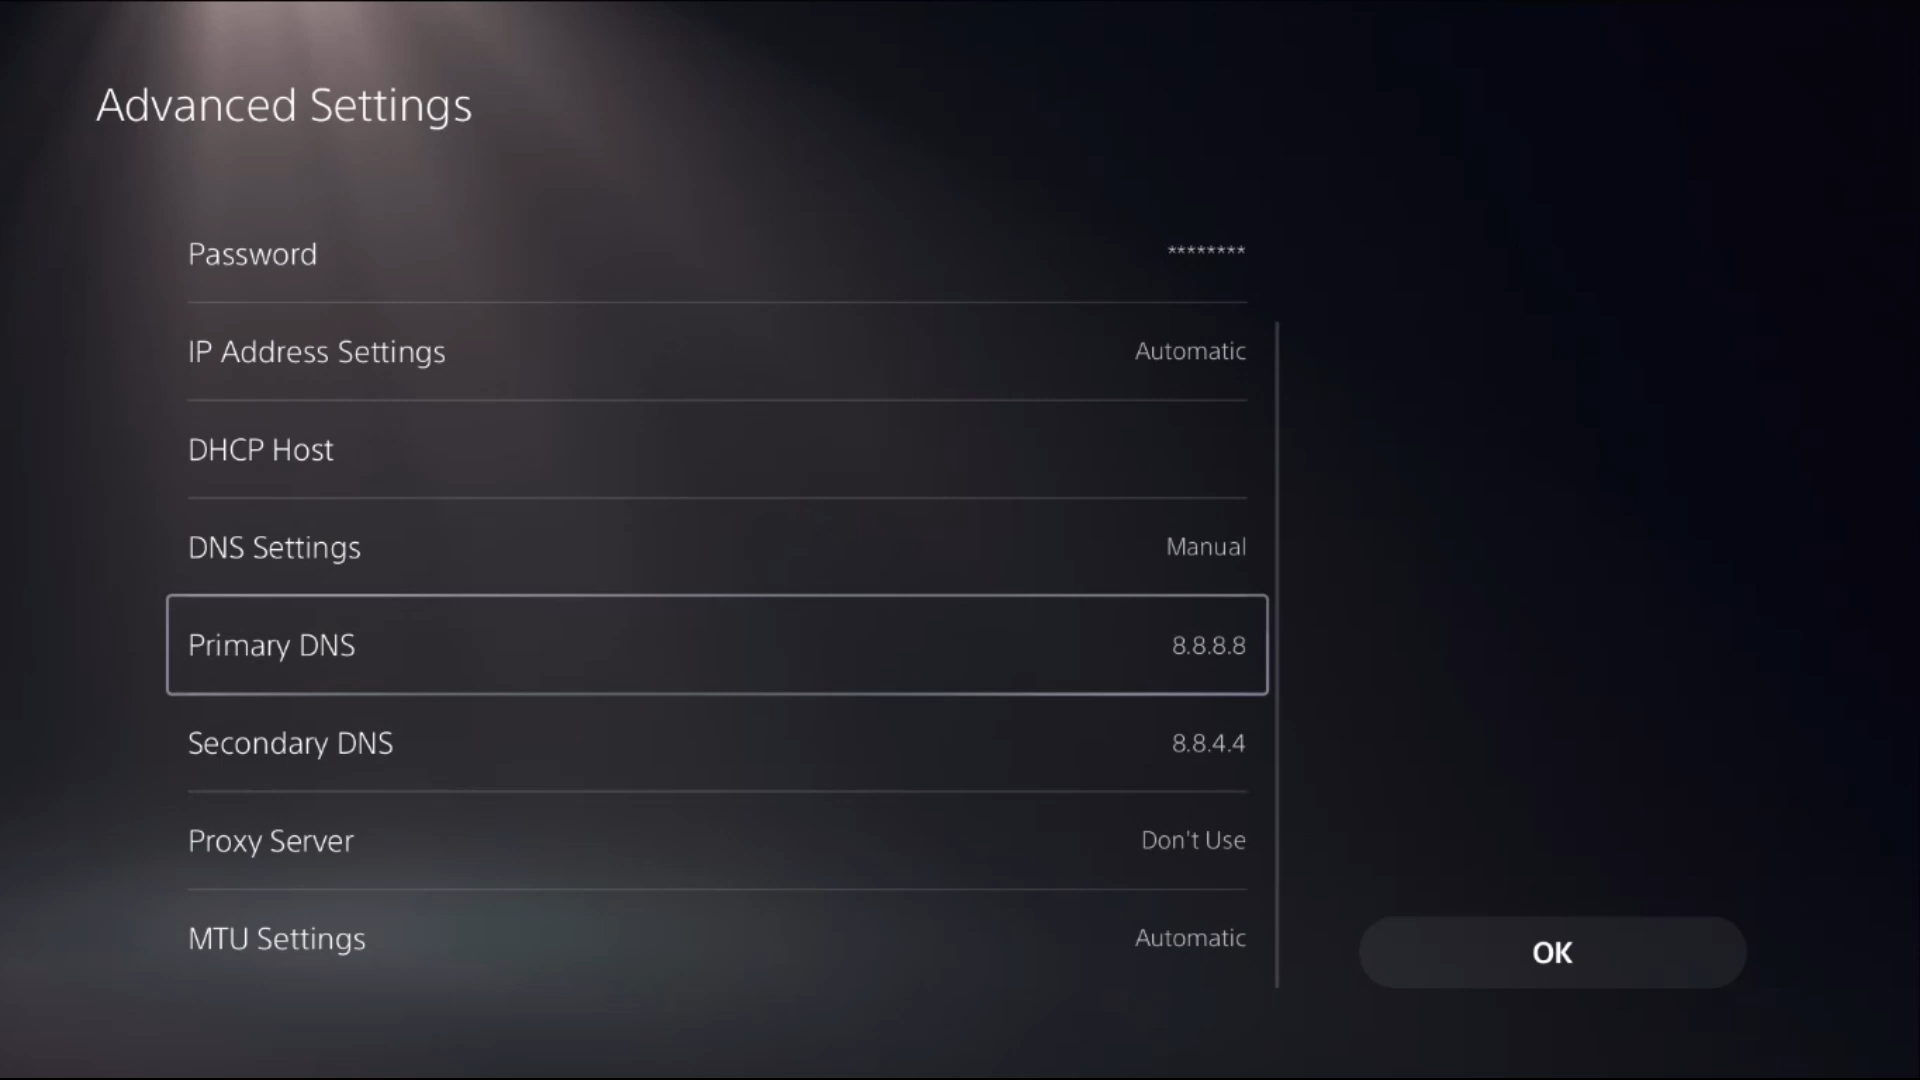 Advanced Settings
Password ********
IP Address Settings Automatic
DHCP Host
DNS Settings Manual
Primary DNS 8.8.8.8
Secondary DNS 8.8.4.4
Proxy Server Don't Use
MTU Settings Automatic
OK